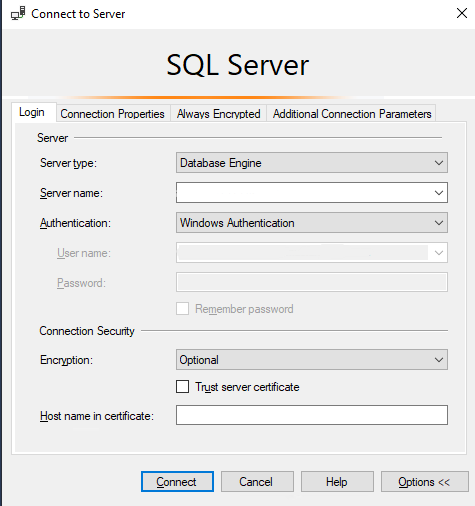 Connect to Server
SQL Server
Login Connection Properties Always Encrypted Additional Connection Parameters
Server
Server type: Database Engine
Server name:
Authentication: Windows Authentication
User name:
Password:
Remember password
Connection Security
Encryption: Optional
Trust server certificate
Host name in certificate:
Connect Cancel Help Options <<